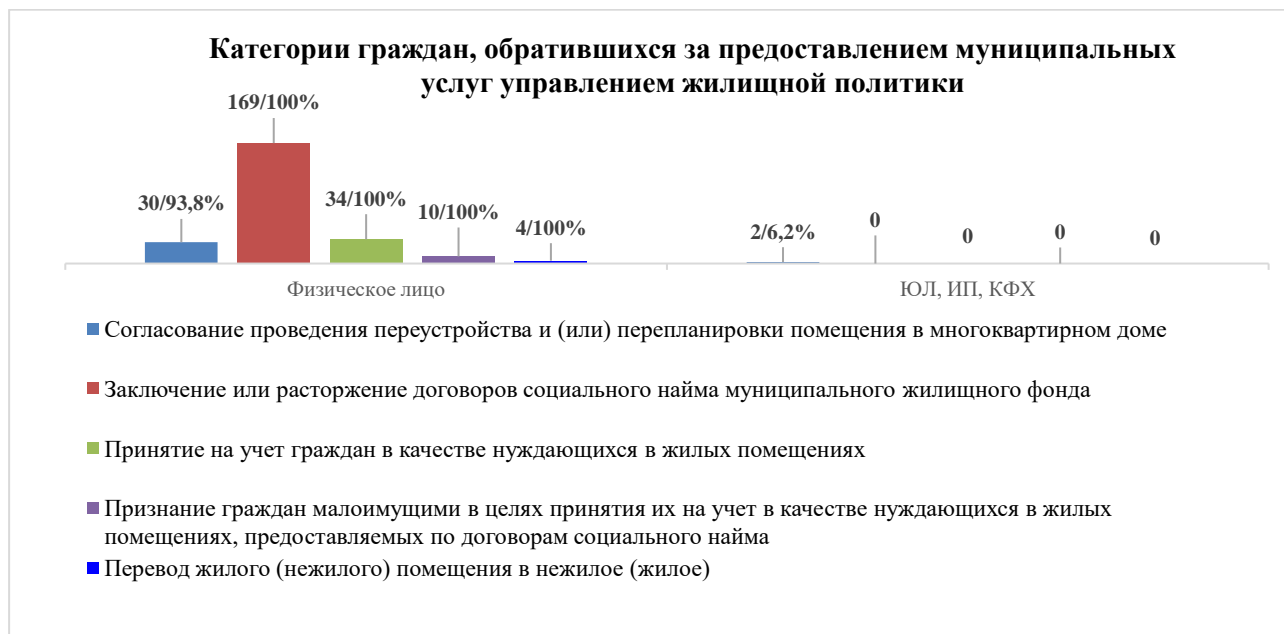 Категории граждан, обратившихся за предоставлением муниципальных
услуг управлением жилищной политики
169/100%
30/93,8%
34/100%
10/100%
4/100%
2/6,2%
0
0
0
0
Физическое лицо
ЮЛ, ИП, КФХ
Согласование проведения переустройства и (или) перепланировки помещения в многоквартирном доме
Заключение или расторжение договоров социального найма муниципального жилищного фонда
Принятие на учет граждан в качестве нуждающихся в жилых помещениях
Признание граждан малоимущими в целях принятия их на учет в качестве нуждающихся в жилых
помещениях, предоставляемых по договорам социального найма
Перевод жилого (нежилого) помещения в нежилое (жилое)